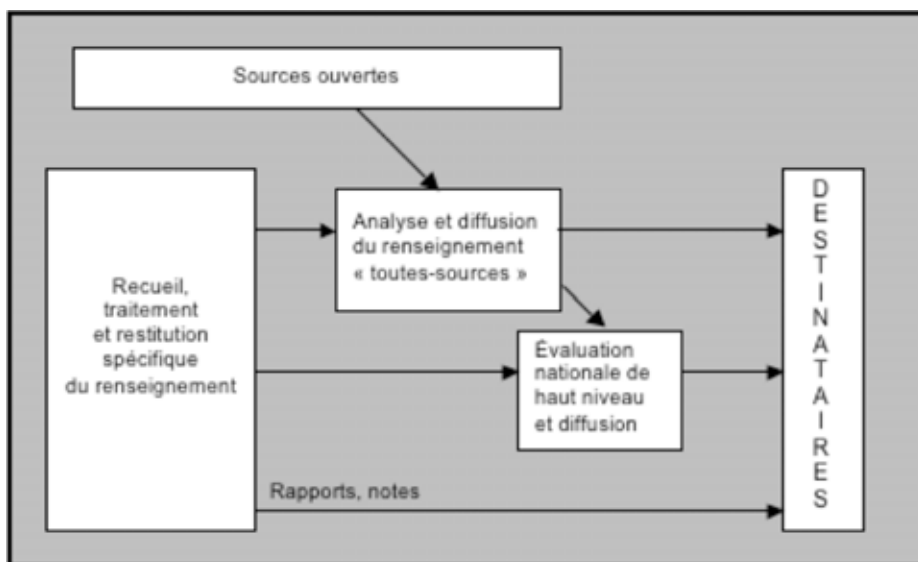 Sources ouvertes
Analyse et diffusion
du renseignement
« toutes-sources »
Recueil,
traitement
et restitution
spécifique
du renseignement
Évaluation
nationale de
haut niveau
et diffusion
Rapports, notes
DESTINATAIRES